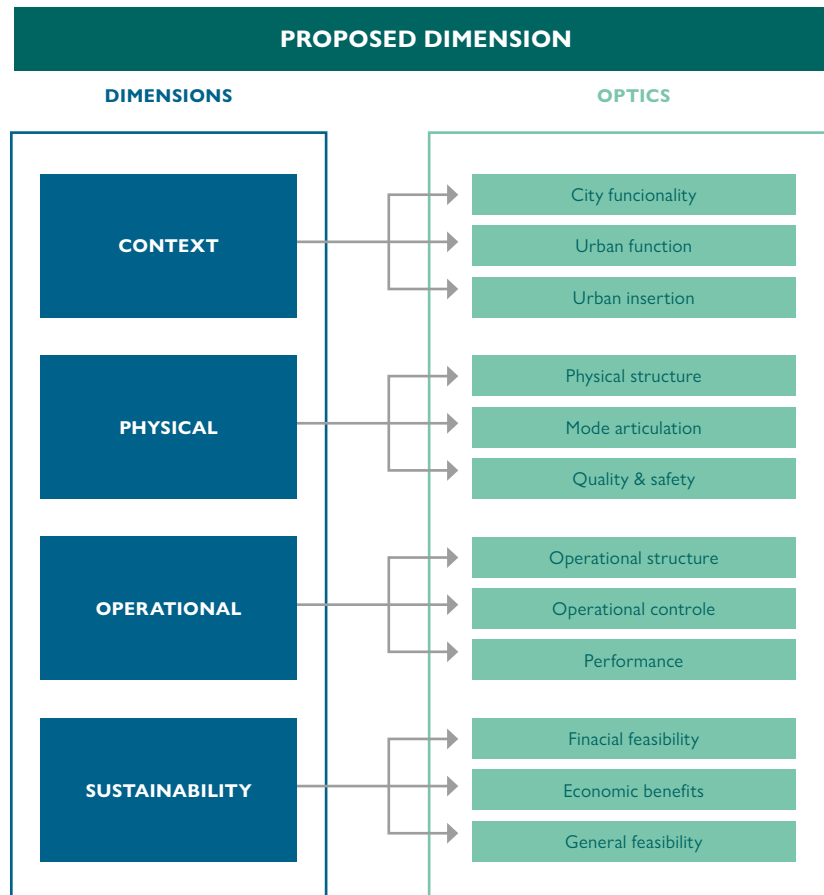 PROPOSED DIMENSION
DIMENSIONS
OPTICS
CONTEXT
City funcionality
Urban function
Urban insertion
PHYSICAL
Physical structure
Mode articulation
Quality & safety
OPERATIONAL
Operational structure
Operational controle
Performance
SUSTAINABILITY
Finacial feasibility
Economic benefits
General feasibility